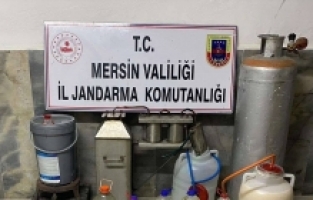 T.C.
MERSİN VALİLİĞİ
İL JANDARMA KOMUTANLIĞI